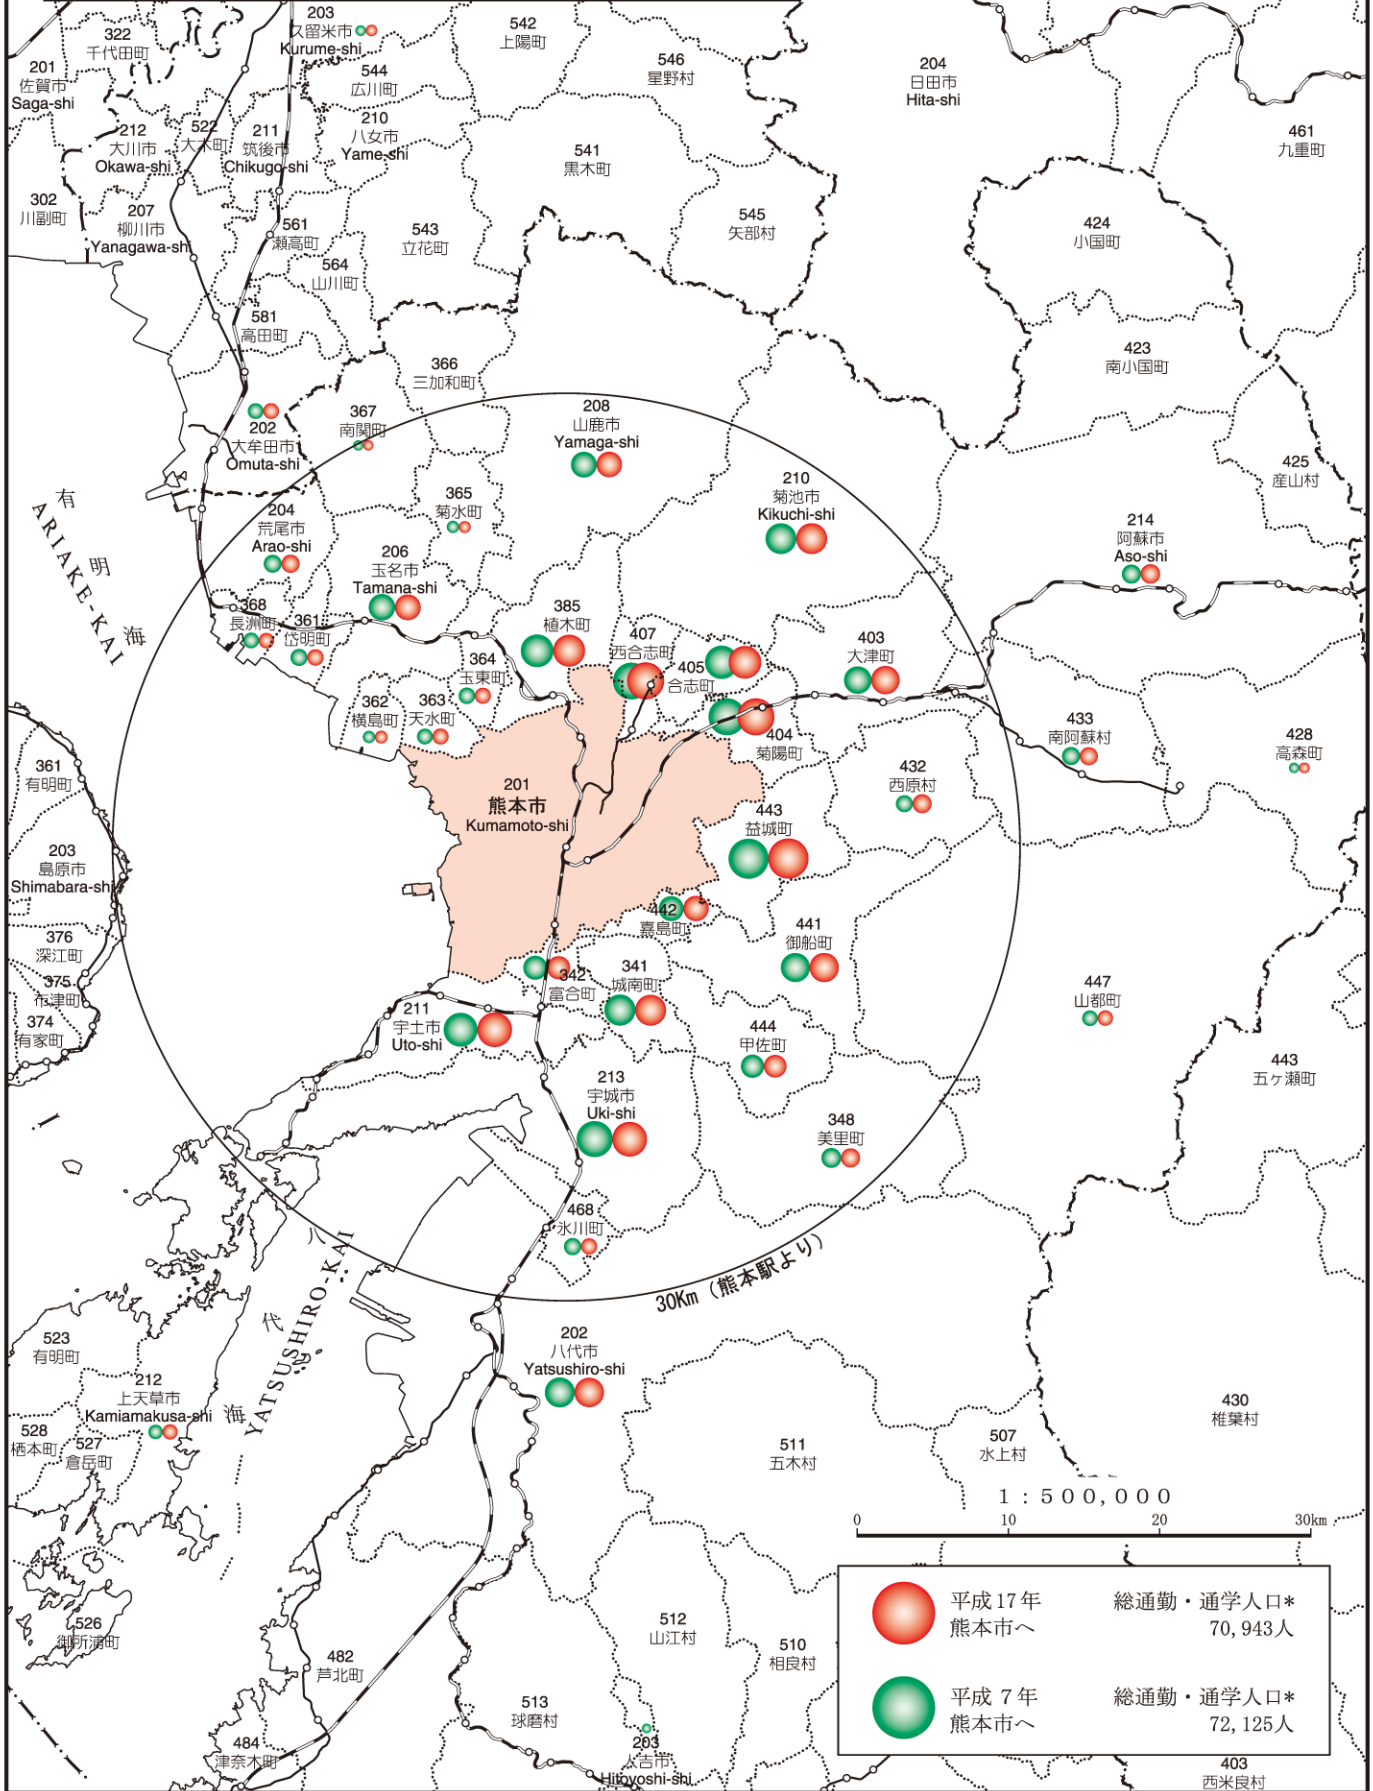 203
久留米市
Kurume-shi
322
千代田町
542
上陽町
546
星野村
204
日田市
Hita-shi
201
佐賀市
Saga-shi
544
広川町
212
大川市
Okawa-shi
522
大木町
211
筑後市
Chikugo-shi
210
八女市
Yame-shi
541
黒木町
461
九重町
302
川副町
207
柳川市
Yanagawa-shi
561
瀬高町
543
立花町
545
矢部村
424
小国町
564
山川町
581
高田町
366
三加和町
423
南小国町
202
大牟田市
Omuta-shi
367
南関町
208
山鹿市
Yamaga-shi
425
産山村
365
菊水町
210
菊池市
Kikuchi-shi
有明海
ARIAKE-KAI
204
荒尾市
Arao-shi
206
玉名市
Tamana-shi
214
阿蘇市
Aso-shi
368
長洲町
361
岱明町
385
植木町
407
西合志町
405
合志町
403
大津町
364
玉東町
362
横島町
363
天水町
404
菊陽町
433
南阿蘇村
428
高森町
361
有明町
201
熊本市
Kumamoto-shi
432
西原村
443
益城町
203
島原市
Shimabara-shi
442
嘉島町
441
御船町
376
深江町
375
布津町
374
有家町
342
富合町
341
城南町
447
山都町
211
宇土市
Uto-shi
444
甲佐町
443
五ヶ瀬町
213
宇城市
Uki-shi
348
美里町
468
氷川町
30Km(熊本駅より)
八代海
YATSUSHIRO-KAI
523
有明町
202
八代市
Yatsushiro-shi
212
上天草市
Kamiamakusa-shi
528
栖本町
527
倉岳町
430
椎葉村
511
五木村
507
水上村
1:500,000
0 10 20 30km
平成17年 総通勤・通学人口*
熊本市へ 70,943人
平成 7年 総通勤・通学人口*
熊本市へ 72,125人
526
御所浦町
512
山江村
510
相良村
482
芦北町
513
球磨村
484
津奈木町
203
人吉市
Hitoyoshi-shi
403
西米良村